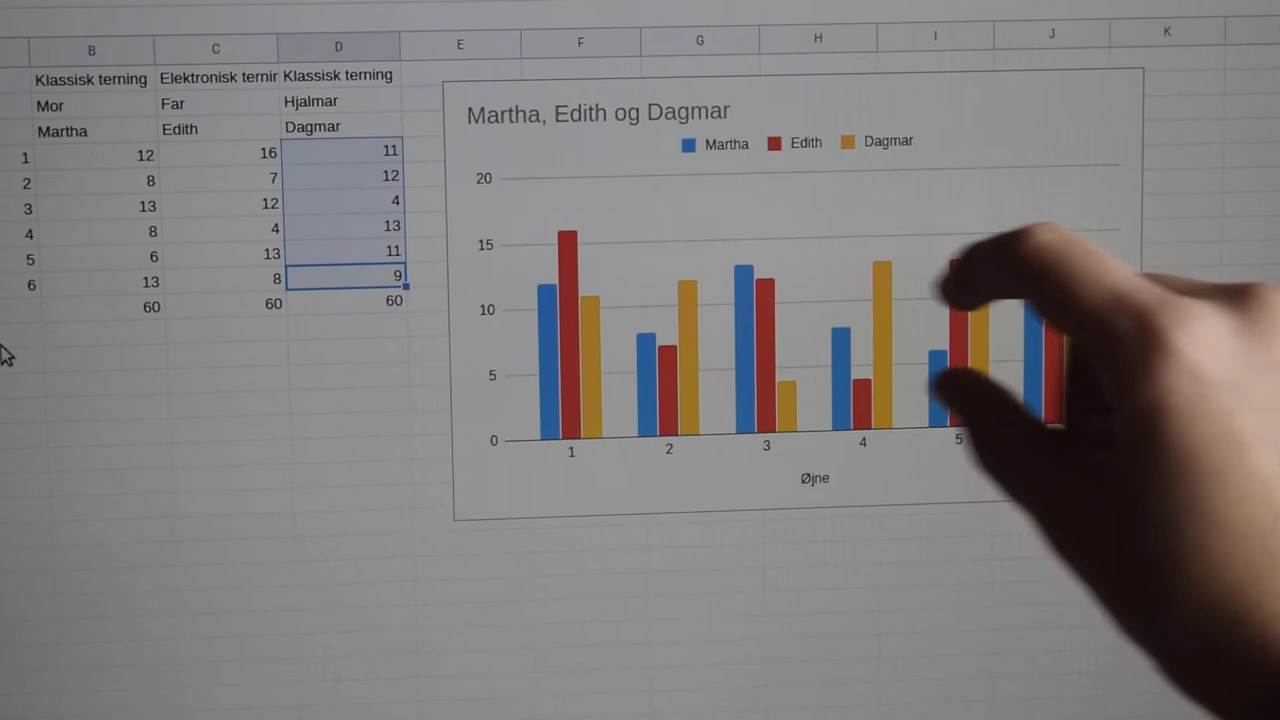 B C D E F G H I J K
Klassisk terning Elektronisk ternir Klassisk terning
Mor Far Hjalmar
Martha Edith Dagmar
1 12 16 11
2 8 7 12
3 13 12 4
4 8 4 13
5 6 13 11
6 13 8 9
60 60 60
Martha, Edith og Dagmar
Martha Edith Dagmar
20
15
10
5
0
1 2 3 4 5
Øjne